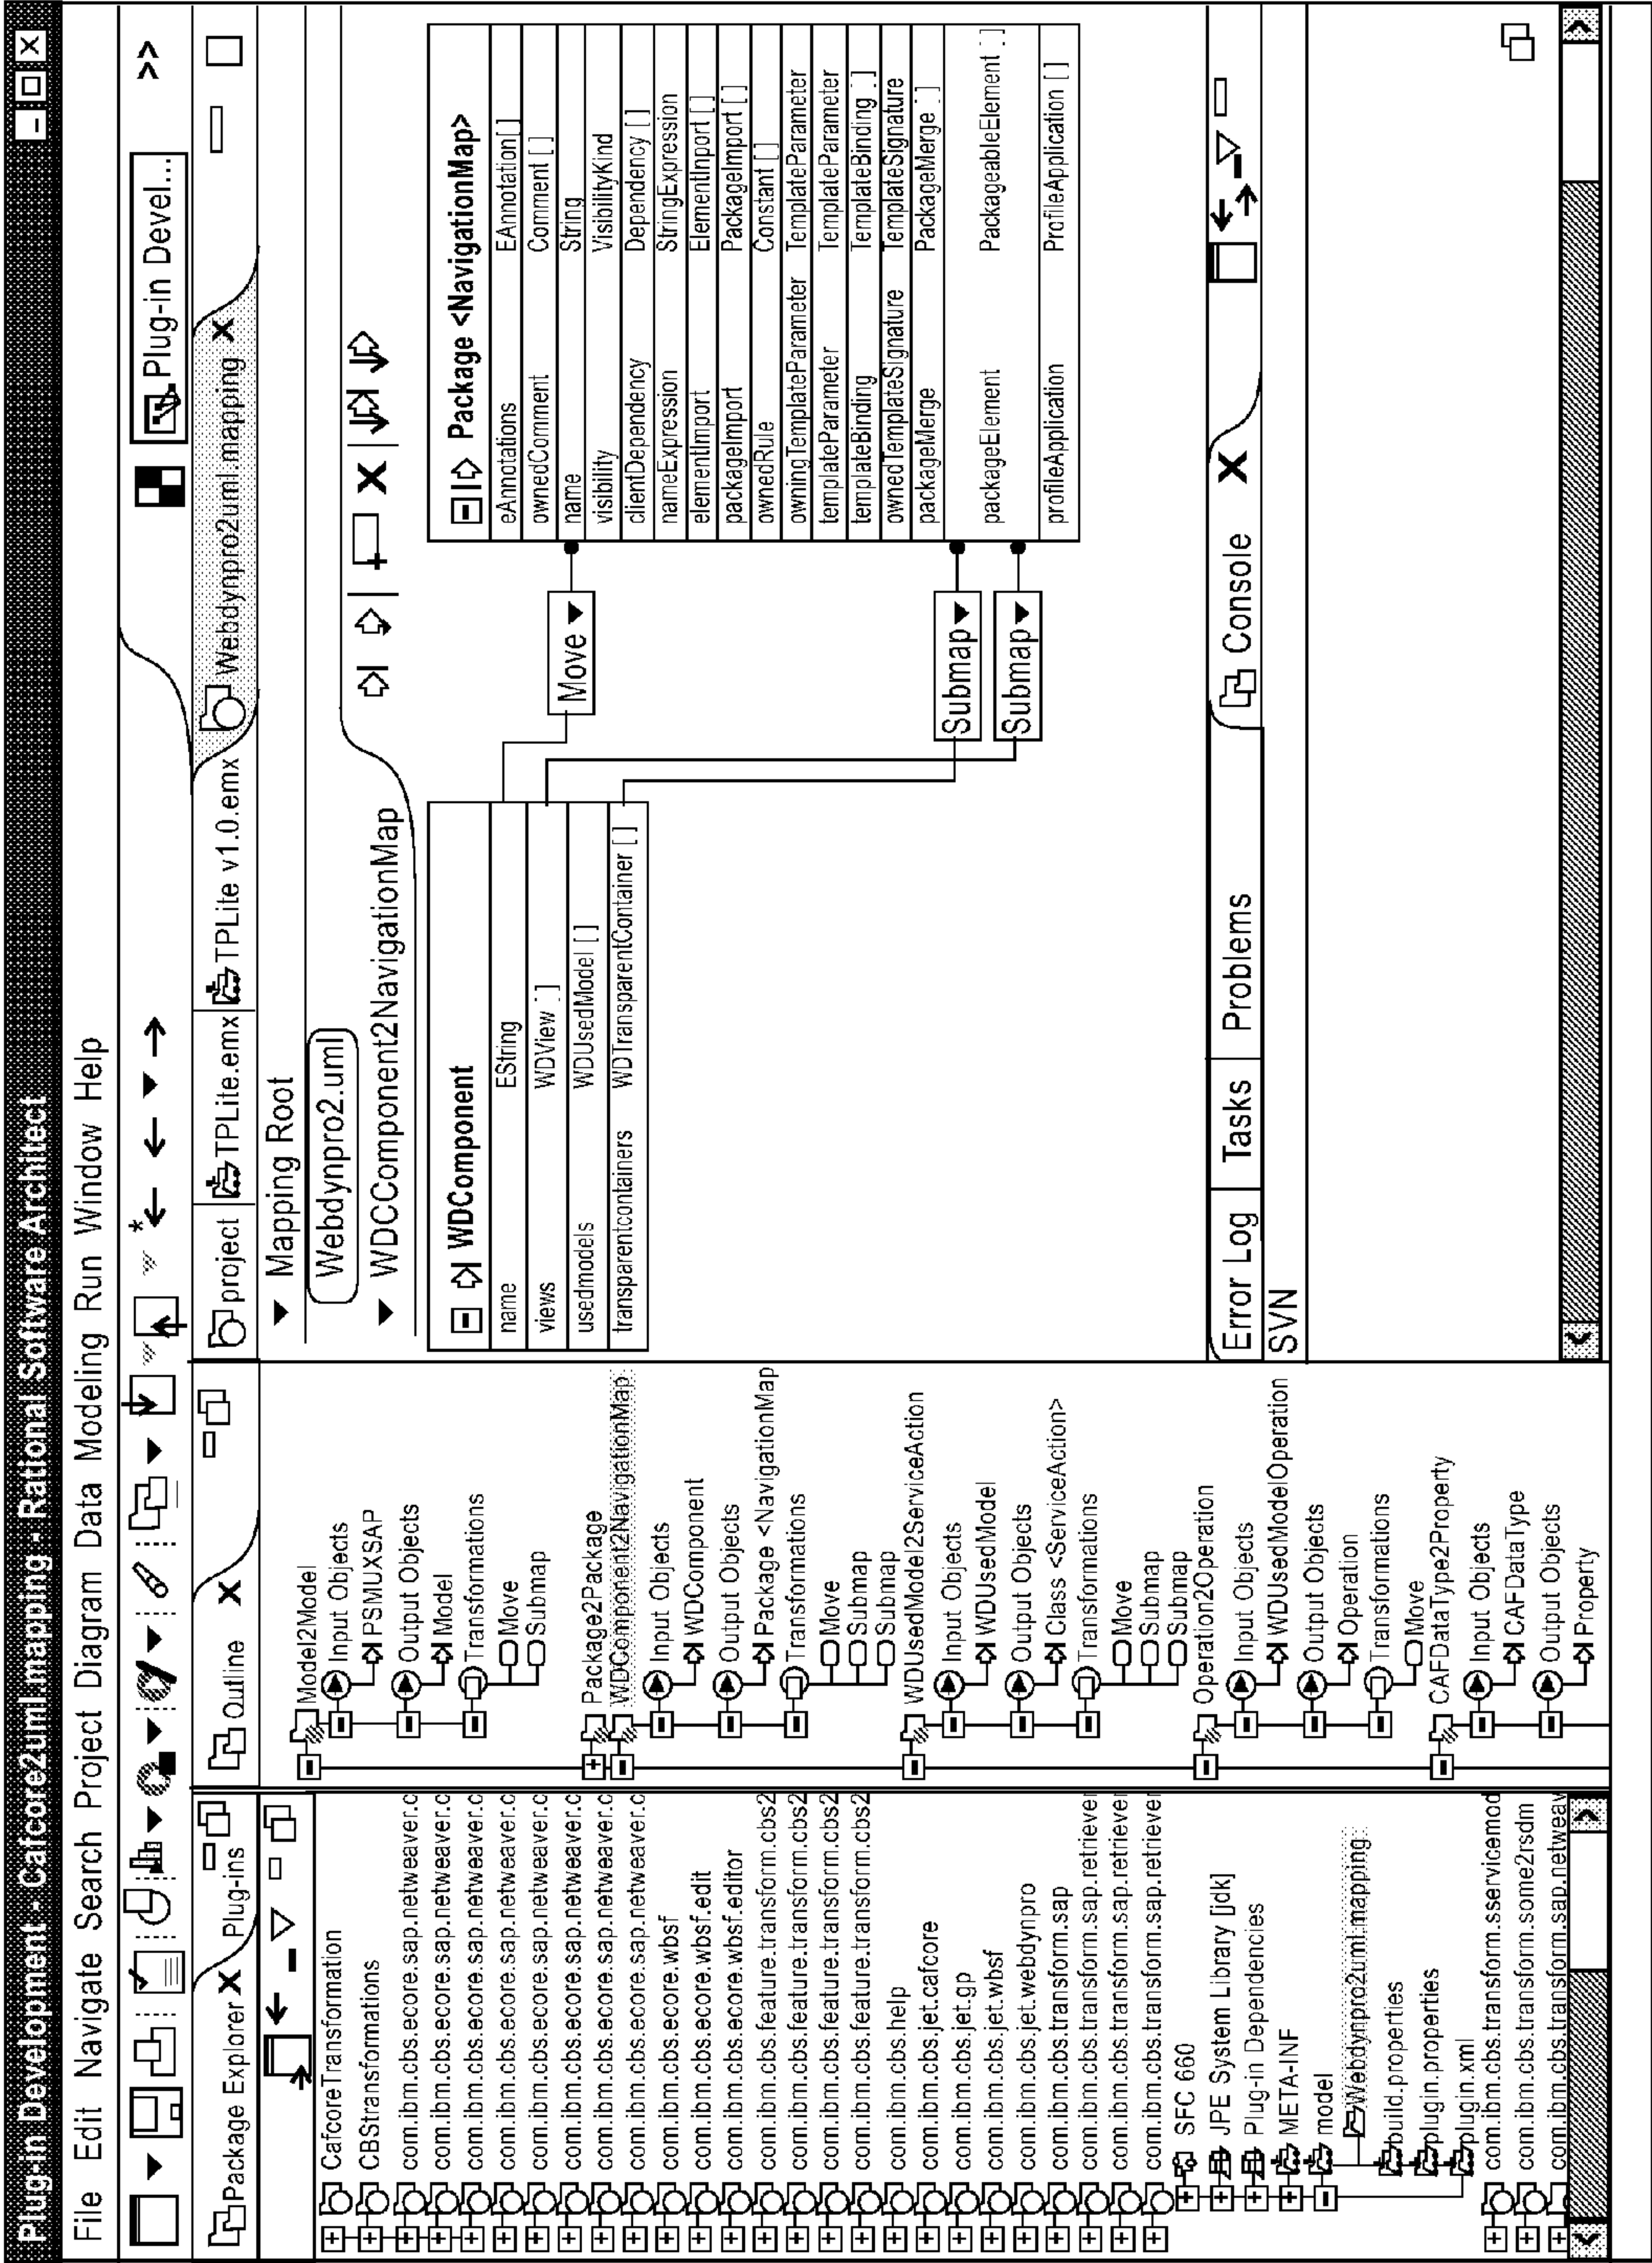 Plug-in Development - Cafcore2uml.mapping - Rational Software Architect
File Edit Navigate Search Project Diagram Data Modeling Run Window Help
Plug-in Devel... >>
Package Explorer X Plug-ins
CafcoreTransformation
CBStransformations
com.ibm.cbs.ecore.sap.netweaver.c
com.ibm.cbs.ecore.sap.netweaver.c
com.ibm.cbs.ecore.sap.netweaver.c
com.ibm.cbs.ecore.sap.netweaver.c
com.ibm.cbs.ecore.sap.netweaver.c
com.ibm.cbs.ecore.sap.netweaver.c
com.ibm.cbs.ecore.sap.netweaver.c
com.ibm.cbs.ecore.sap.netweaver.c
com.ibm.cbs.ecore.wbsf
com.ibm.cbs.ecore.wbsf.edit
com.ibm.cbs.ecore.wbsf.editor
com.ibm.cbs.feature.transform.cbs2
com.ibm.cbs.feature.transform.cbs2
com.ibm.cbs.feature.transform.cbs2
com.ibm.cbs.feature.transform.cbs2
com.ibm.cbs.help
com.ibm.cbs.jet.cafcore
com.ibm.cbs.jet.gp
com.ibm.cbs.jet.wbsf
com.ibm.cbs.jet.webdynpro
com.ibm.cbs.transform.sap
com.ibm.cbs.transform.sap.retriever
com.ibm.cbs.transform.sap.retriever
com.ibm.cbs.transform.sap.retriever
SFC 660
JPE System Library [jdk]
Plug-in Dependencies
META-INF
model
Webdynpro2uml.mapping
build.properties
plugin.properties
plugin.xml
com.ibm.cbs.transform.sservicemod
com.ibm.cbs.transform.some2rsdm
com.ibm.cbs.transform.sap.netweav
Outline X
Model2Model
Input Objects
PSMUXSAP
Output Objects
Model
Transformations
Move
Submap
Package2Package
WDComponent2NavigationMap
Input Objects
WDComponent
Output Objects
Package <NavigationMap
Transformations
Move
Submap
Submap
WDUsedModel2ServiceAction
Input Objects
WDUsedModel
Output Objects
Class <ServiceAction>
Transformations
Move
Submap
Submap
Operation2Operation
Input Objects
WDUsedModelOperation
Output Objects
Operation
Transformations
Move
CAFDataType2Property
Input Objects
CAFDataType
Output Objects
Property
project TPLite.emx TPLite v1.0.emx Webdynpro2uml.mapping X
Mapping Root
Webdynpro2.uml
WDCComponent2NavigationMap
WDComponent
name EString
views WDView [ ]
usedmodels WDUsedModel [ ]
transparentcontainers WDTransparentContainer [ ]
Move
Submap
Submap
Package <NavigationMap>
eAnnotations EAnnotation[ ]
ownedComment Comment [ ]
name String
visibility VisibilityKind
clientDependency Dependency [ ]
nameExpression StringExpression
elementImport ElementInport [ ]
packageImport PackageImport [ ]
ownedRule Constant [ ]
owningTemplateParameter TemplateParameter
templateParameter TemplateParameter
templateBinding TemplateBinding [ ]
ownedTemplateSignature TemplateSignature
packageMerge PackageMerge [ ]
packageElement PackageableElement [ ]
profileApplication ProfileApplication [ ]
Error Log Tasks Problems Console X
SVN